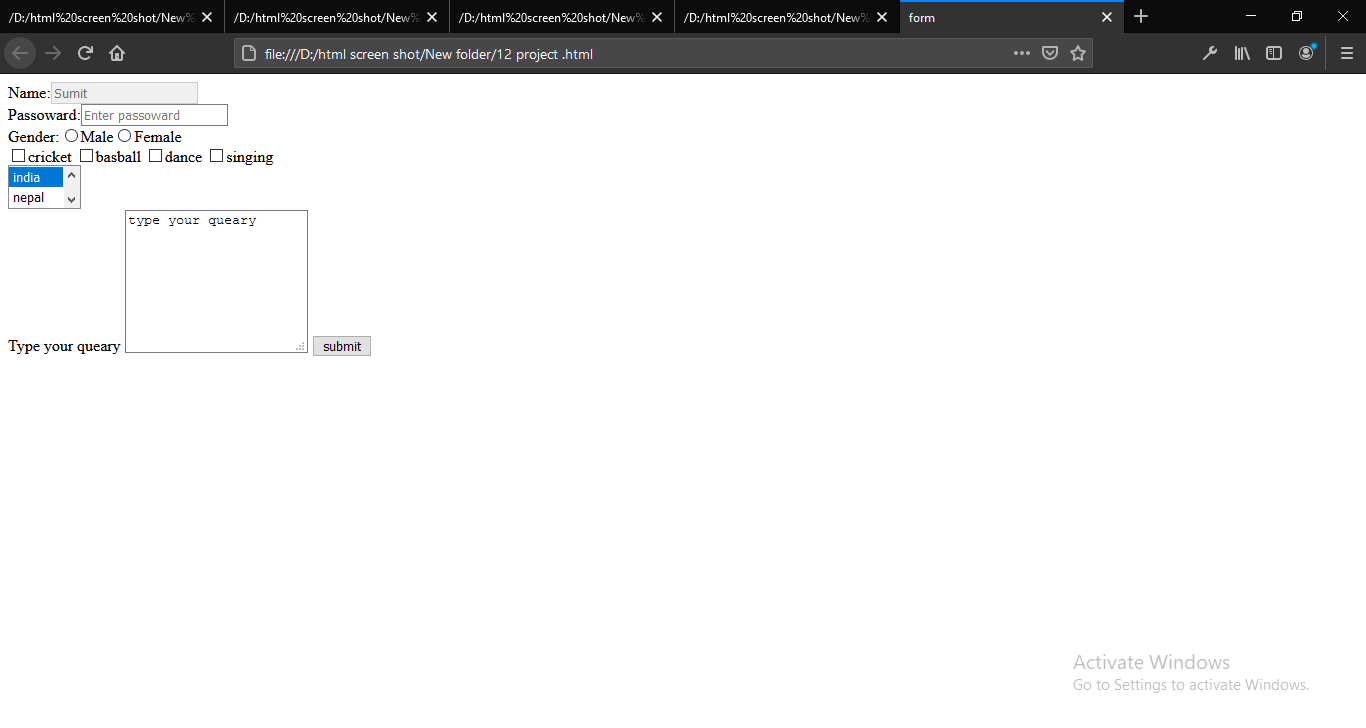 /D:/html%20screen%20shot/New% /D:/html%20screen%20shot/New% /D:/html%20screen%20shot/New% /D:/html%20screen%20shot/New% form
file:///D:/html screen shot/New folder/12 project .html
Name: Sumit
Passoward: Enter passoward
Gender: Male Female
cricket basball dance singing
india
nepal
type your queary
Type your queary submit
Activate Windows
Go to Settings to activate Windows.